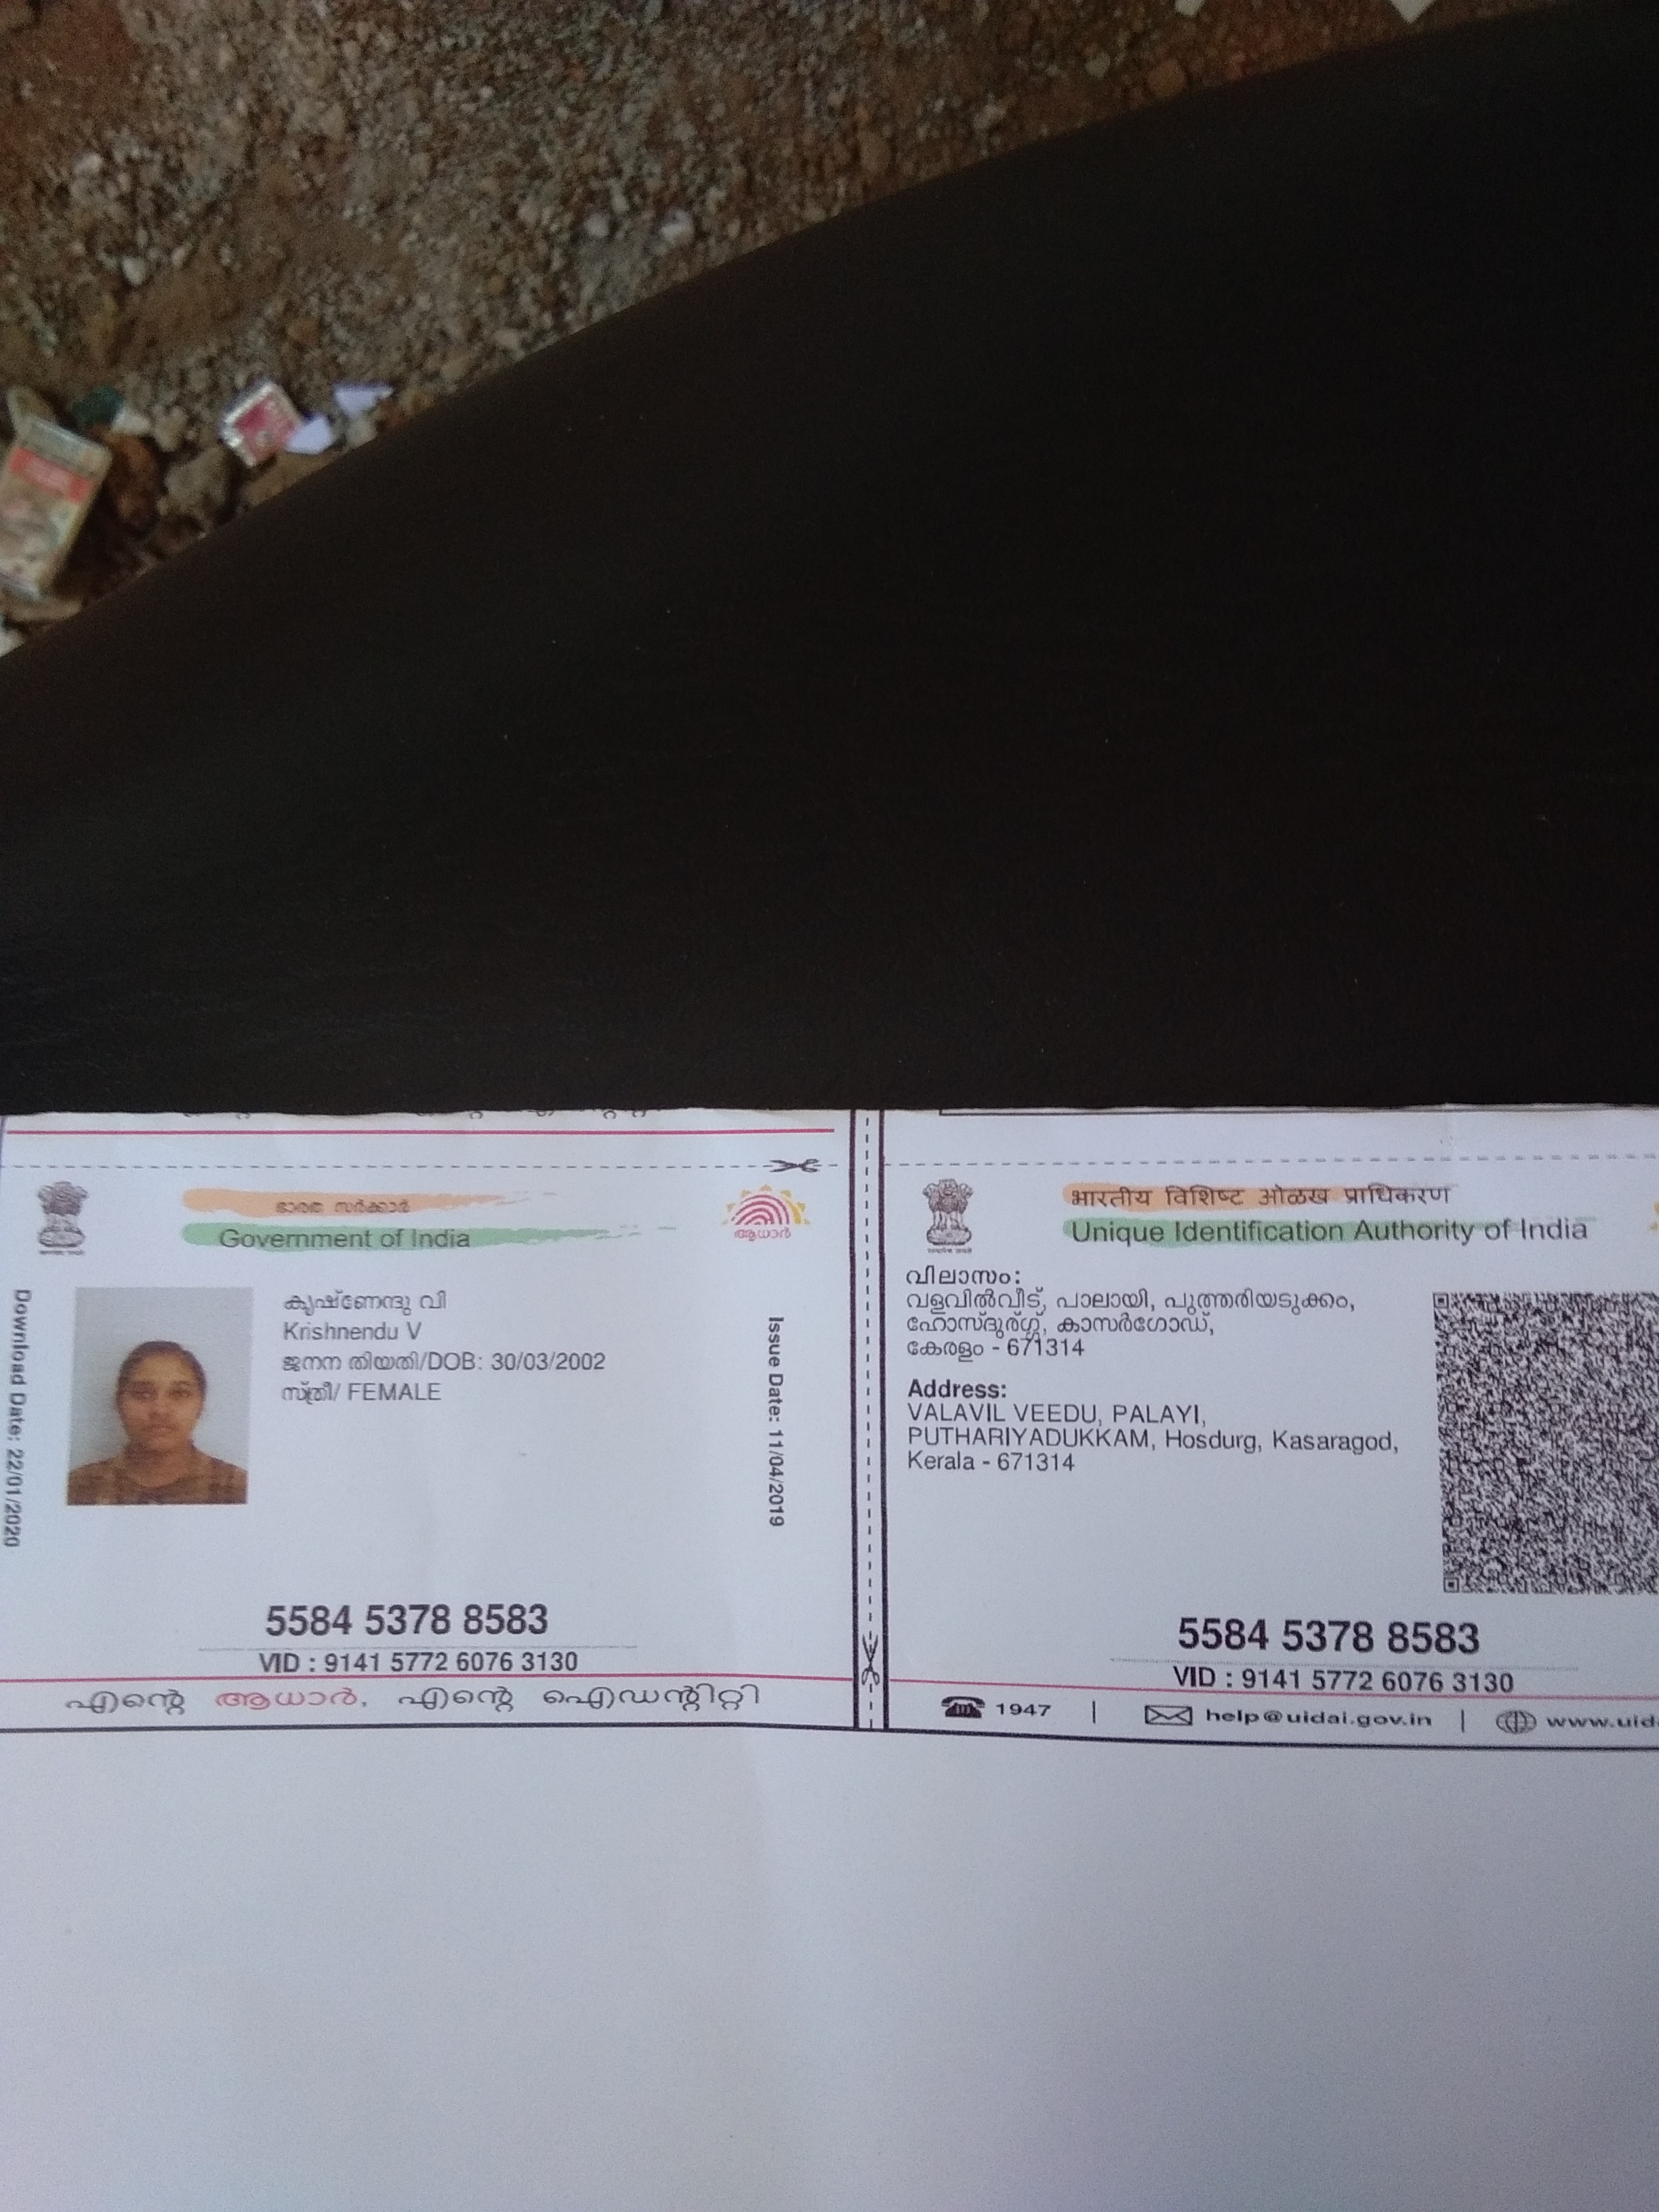 ഭാരത സർക്കാർ
Government of India
ആധാർ
Download Date: 22/01/2020
കൃഷ്ണേന്ദു വി
Krishnendu V
ജനന തിയതി/DOB: 30/03/2002
സ്ത്രീ/ FEMALE
Issue Date: 11/04/2019
5584 5378 8583
VID : 9141 5772 6076 3130
എന്റെ ആധാർ, എന്റെ ഐഡന്റിറ്റി
भारतीय विशिष्ट ओळख प्राधिकरण
Unique Identification Authority of India
വിലാസം:
വളവിൽവീട്, പാലായി, പുത്തരിയടുക്കം,
ഹോസ്ദുര്ഗ്ഗ്, കാസർഗോഡ്,
കേരളം - 671314
Address:
VALAVIL VEEDU, PALAYI,
PUTHARIYADUKKAM, Hosdurg, Kasaragod,
Kerala - 671314
5584 5378 8583
VID : 9141 5772 6076 3130
1947 | help@uidai.gov.in | www.uid